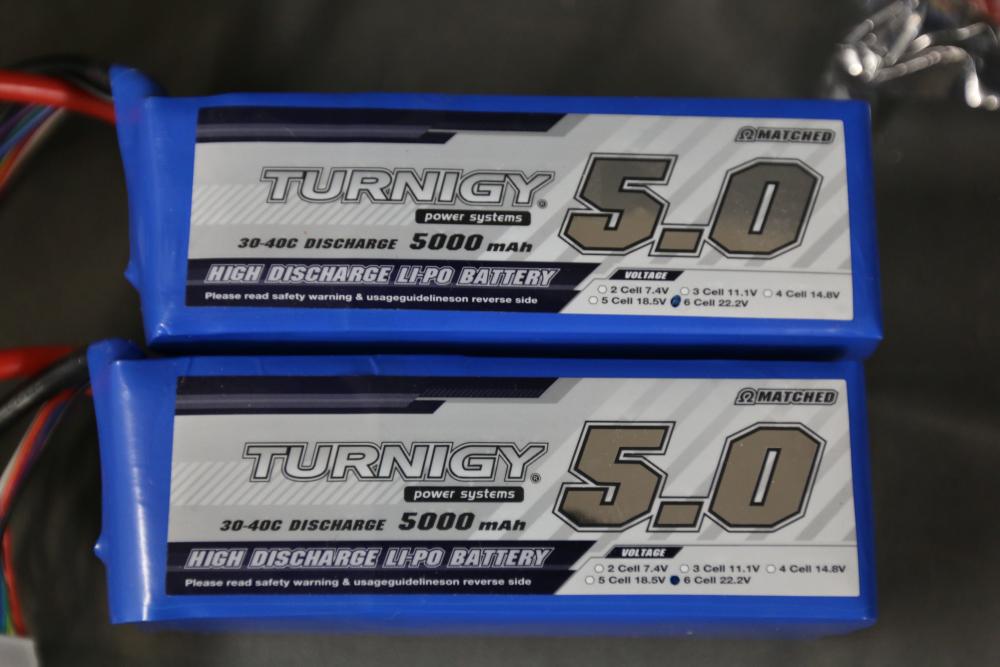 Ω MATCHED
TURNIGY®
5.0
power systems
30-40C DISCHARGE 5000 mAh
HIGH DISCHARGE LI-PO BATTERY
Please read safety warning & usageguidelineson reverse side
VOLTAGE
2 Cell 7.4V 3 Cell 11.1V 4 Cell 14.8V
5 Cell 18.5V 6 Cell 22.2V
Ω MATCHED
TURNIGY®
5.0
power systems
30-40C DISCHARGE 5000 mAh
HIGH DISCHARGE LI-PO BATTERY
Please read safety warning & usageguidelineson reverse side
VOLTAGE
2 Cell 7.4V 3 Cell 11.1V 4 Cell 14.8V
5 Cell 18.5V 6 Cell 22.2V